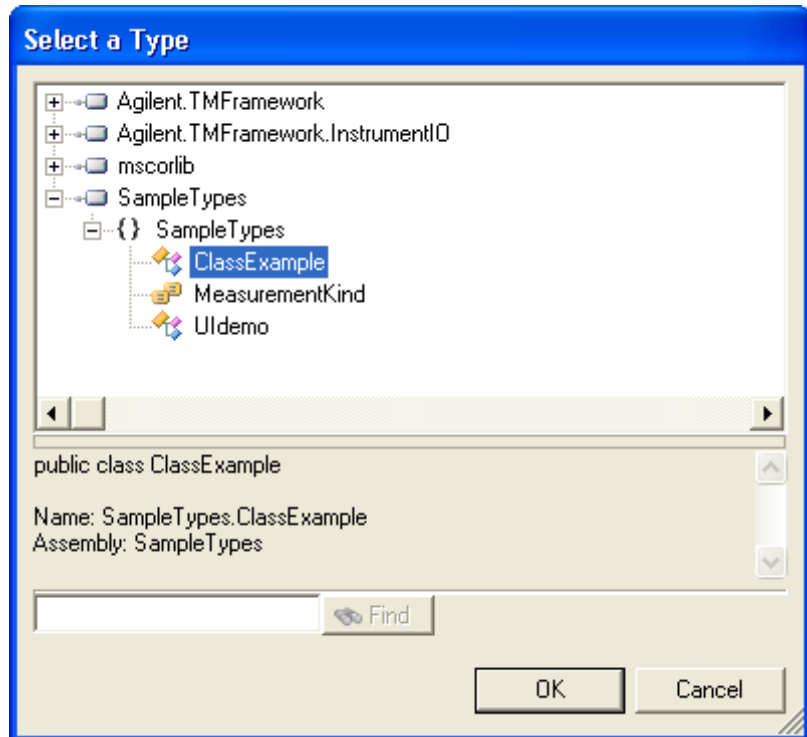 Select a Type
Agilent.TMFramework
Agilent.TMFramework.InstrumentIO
mscorlib
SampleTypes
{} SampleTypes
ClassExample
MeasurementKind
UIdemo
public class ClassExample
Name: SampleTypes.ClassExample
Assembly: SampleTypes
Find
OK Cancel